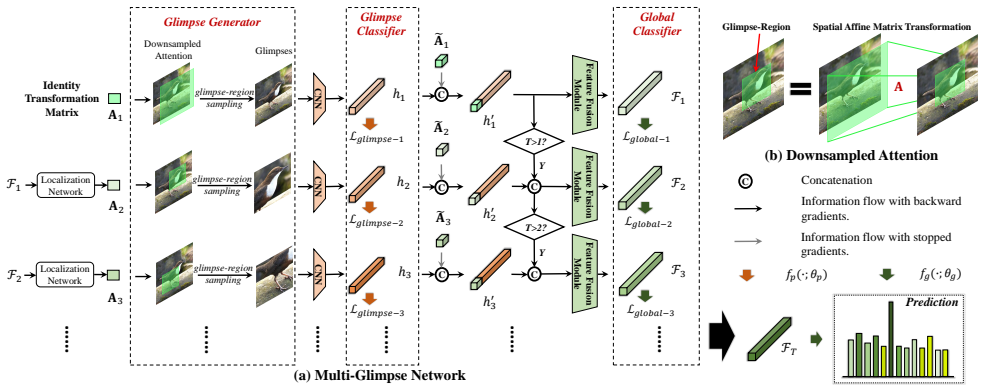 Glimpse Generator
Glimpse
Classifier
Global
Classifier
Downsampled
Attention
Glimpses
Identity
Transformation
Matrix
A₁
glimpse-region
sampling
CNN
h₁
ℒglimpse−1
Ã₁
C
h′₁
Feature Fusion
Module
ℱ₁
ℒglobal−1
T>1?
Y
ℱ₁
Localization
Network
A₂
glimpse-region
sampling
CNN
h₂
ℒglimpse−2
Ã₂
C
h′₂
C
Feature Fusion
Module
ℱ₂
ℒglobal−2
T>2?
Y
ℱ₂
Localization
Network
A₃
glimpse-region
sampling
CNN
h₃
ℒglimpse−3
Ã₃
C
h′₃
C
Feature Fusion
Module
ℱ₃
ℒglobal−3
(a) Multi-Glimpse Network
Glimpse-Region
Spatial Affine Matrix Transformation
=
A
(b) Downsampled Attention
C
Concatenation
Information flow with backward
gradients.
Information flow with stopped
gradients.
fₚ(·; θₚ)
f_g(·; θ_g)
ℱ_T
Prediction